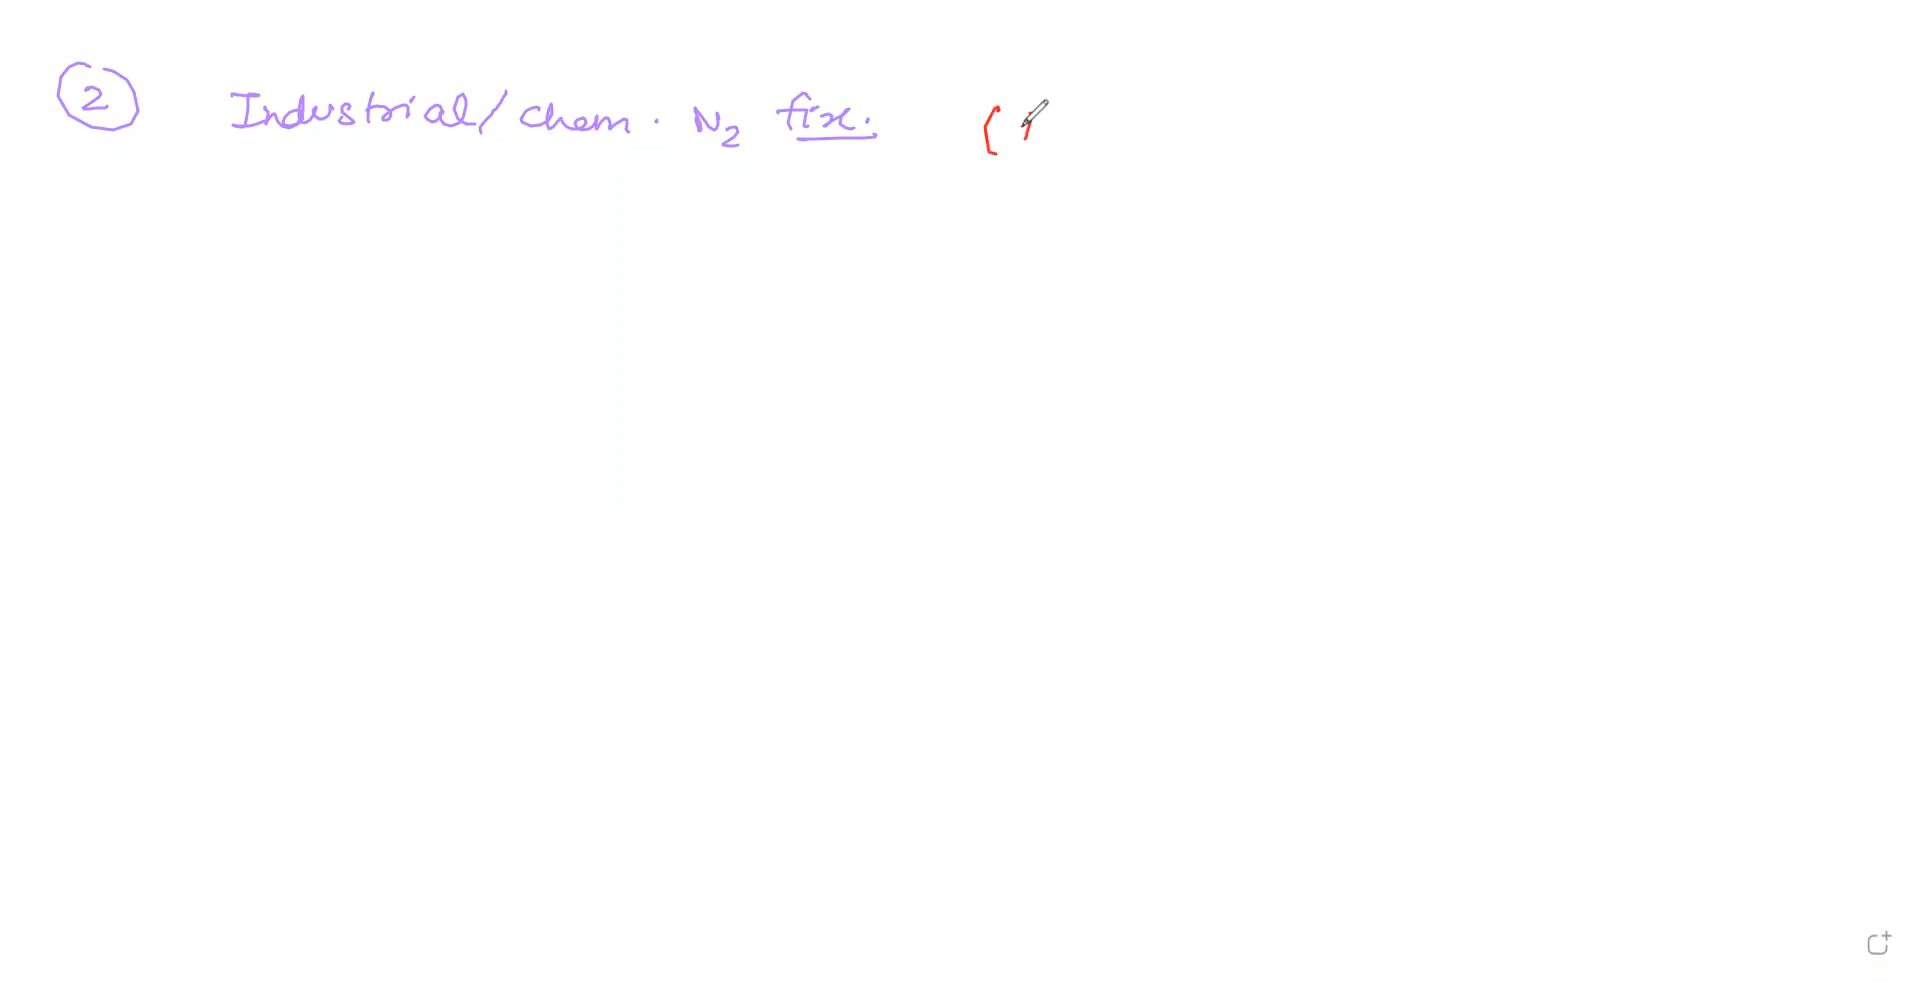 2 Industrial/chem. N2 fix. (